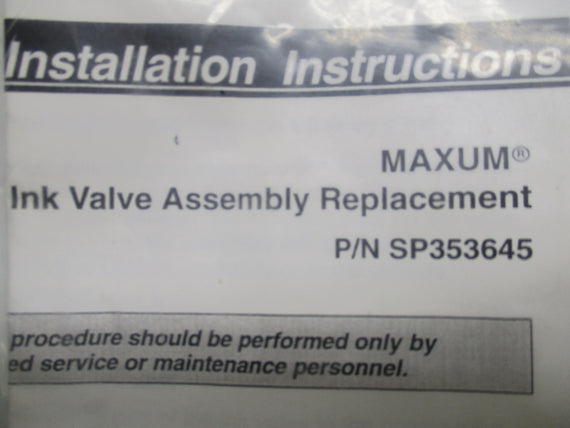 Installation Instructions
MAXUM®
Ink Valve Assembly Replacement
P/N SP353645
procedure should be performed only by
ed service or maintenance personnel.